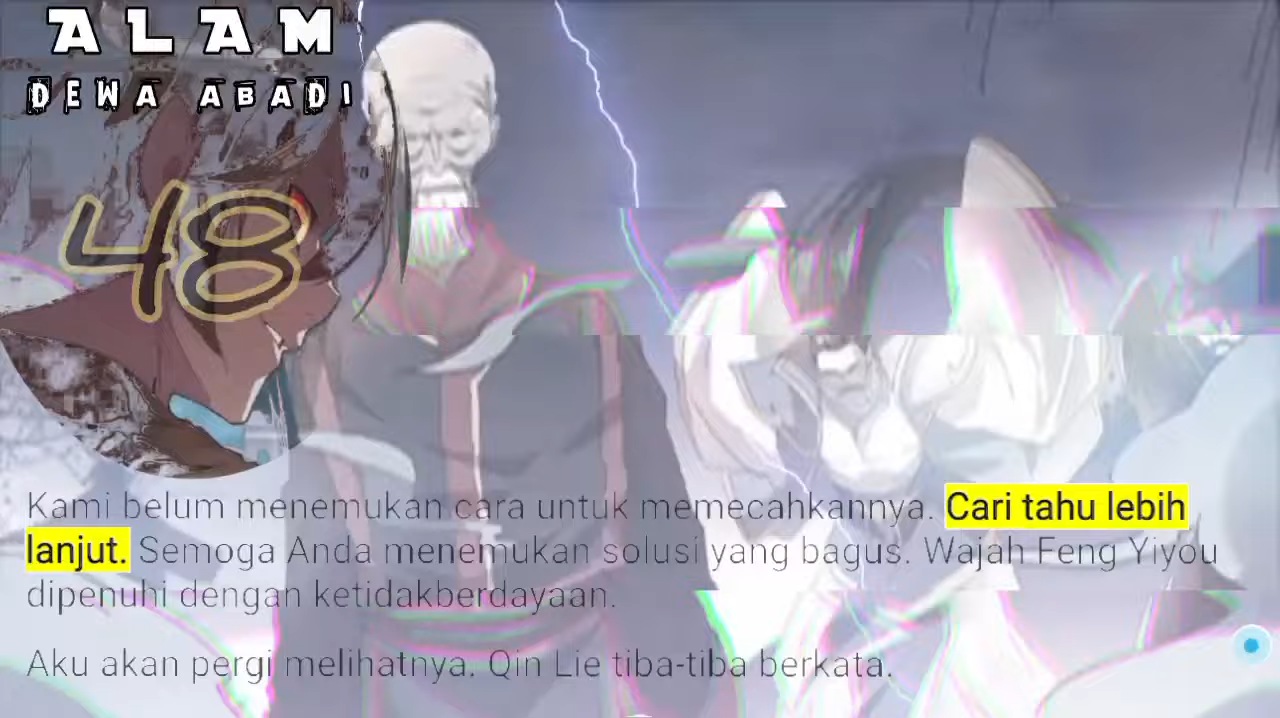 ALAM
DEWA ABADI
48
Kami belum menemukan cara untuk memecahkannya. Cari tahu lebih
lanjut. Semoga Anda menemukan solusi yang bagus. Wajah Feng Yiyou
dipenuhi dengan ketidakberdayaan.
Aku akan pergi melihatnya. Qin Lie tiba-tiba berkata.